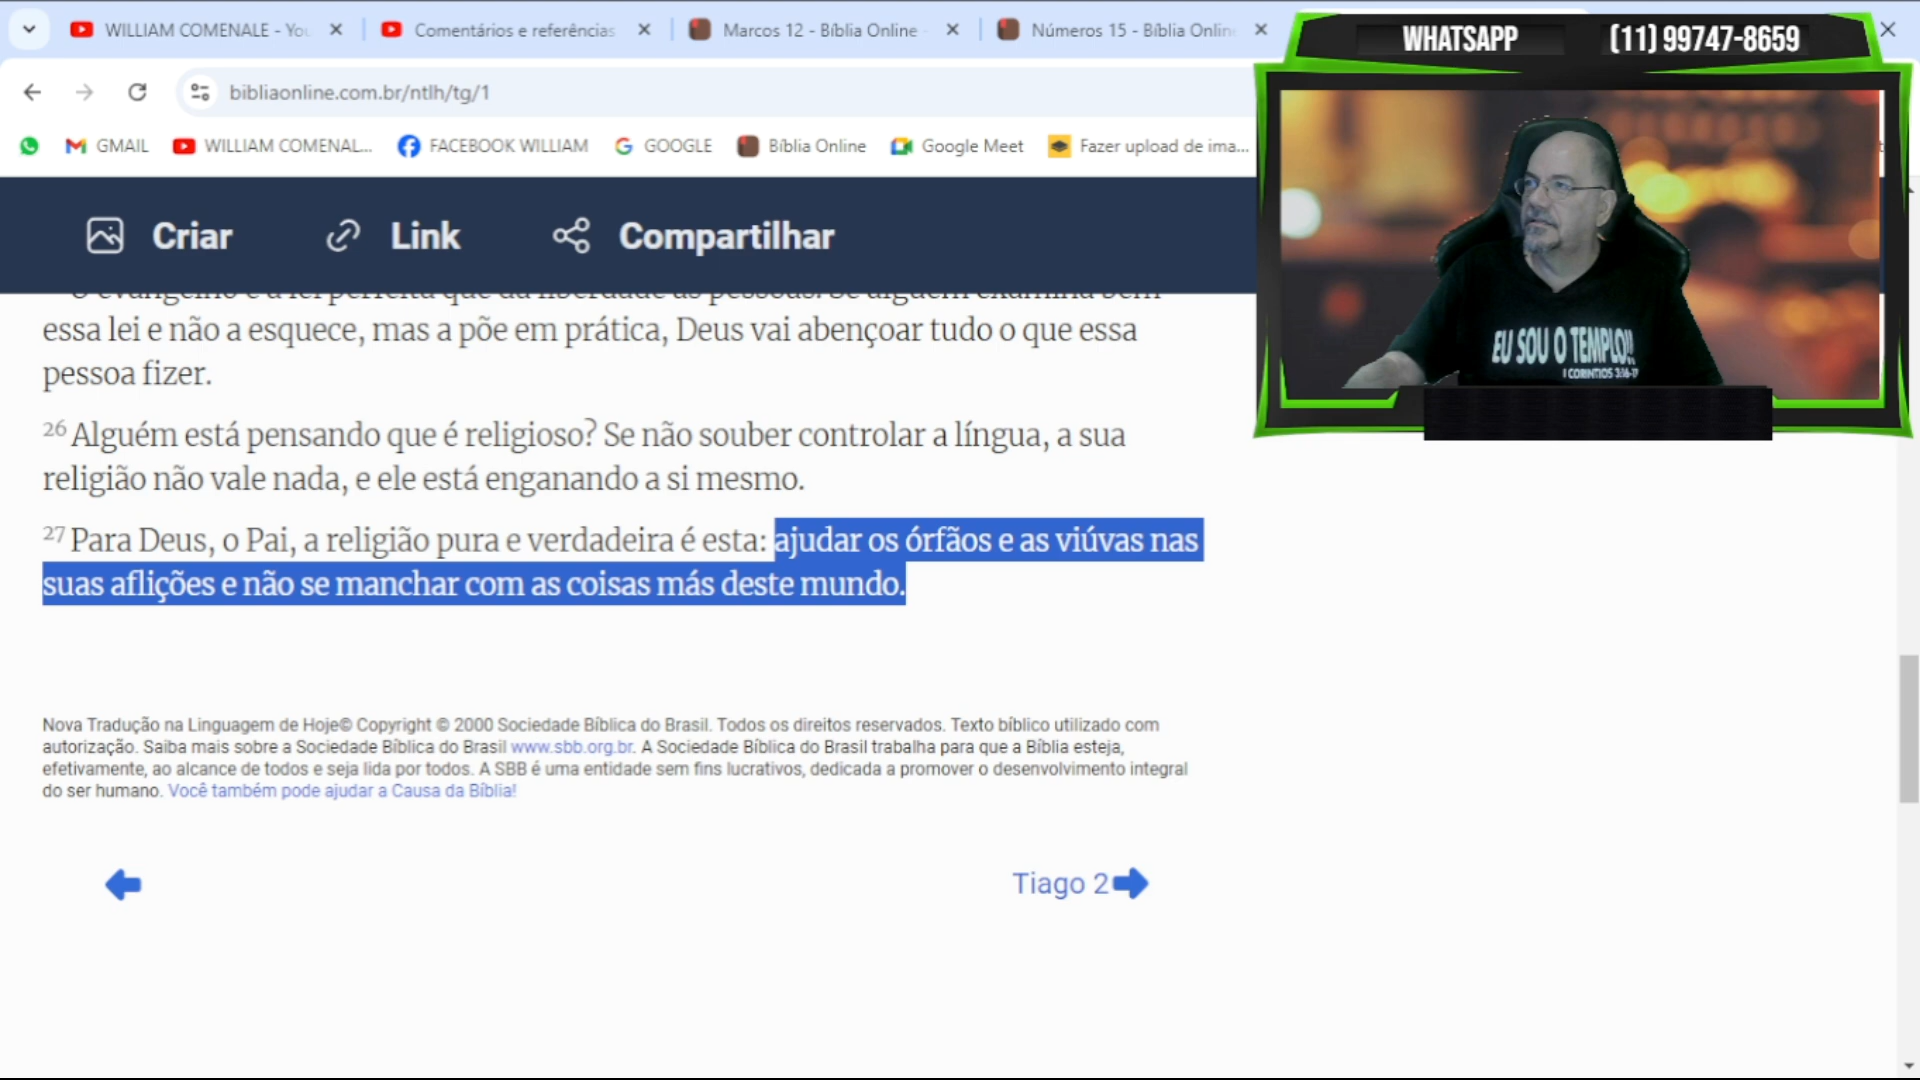 WILLIAM COMENALE - You
Comentários e referências
Marcos 12 - Bíblia Online
Números 15 - Bíblia Onlin
WHATSAPP (11) 99747-8659
bibliaonline.com.br/ntlh/tg/1
GMAIL
WILLIAM COMENAL...
FACEBOOK WILLIAM
GOOGLE
Bíblia Online
Google Meet
Fazer upload de ima...
Criar
Link
Compartilhar
O evangelho é a lei perfeita que dá liberdade às pessoas. Se alguém examina bem
essa lei e não a esquece, mas a põe em prática, Deus vai abençoar tudo o que essa
pessoa fizer.
26 Alguém está pensando que é religioso? Se não souber controlar a língua, a sua
religião não vale nada, e ele está enganando a si mesmo.
27 Para Deus, o Pai, a religião pura e verdadeira é esta: ajudar os órfãos e as viúvas nas
suas aflições e não se manchar com as coisas más deste mundo.
EU SOU O TEMPLO!!
I CORINTIOS 3:16-17
Nova Tradução na Linguagem de Hoje© Copyright © 2000 Sociedade Bíblica do Brasil. Todos os direitos reservados. Texto bíblico utilizado com
autorização. Saiba mais sobre a Sociedade Bíblica do Brasil www.sbb.org.br. A Sociedade Bíblica do Brasil trabalha para que a Bíblia esteja,
efetivamente, ao alcance de todos e seja lida por todos. A SBB é uma entidade sem fins lucrativos, dedicada a promover o desenvolvimento integral
do ser humano. Você também pode ajudar a Causa da Bíblia!
Tiago 2